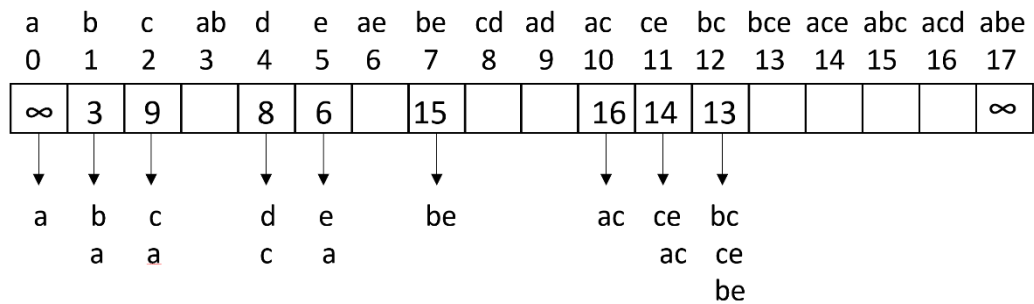 a b c ab d e ae be cd ad ac ce bc bce ace abc acd abe
0 1 2 3 4 5 6 7 8 9 10 11 12 13 14 15 16 17
∞ 3 9 8 6 15 16 14 13 ∞
a b c d e be ac ce bc
a a c a ac ce
be